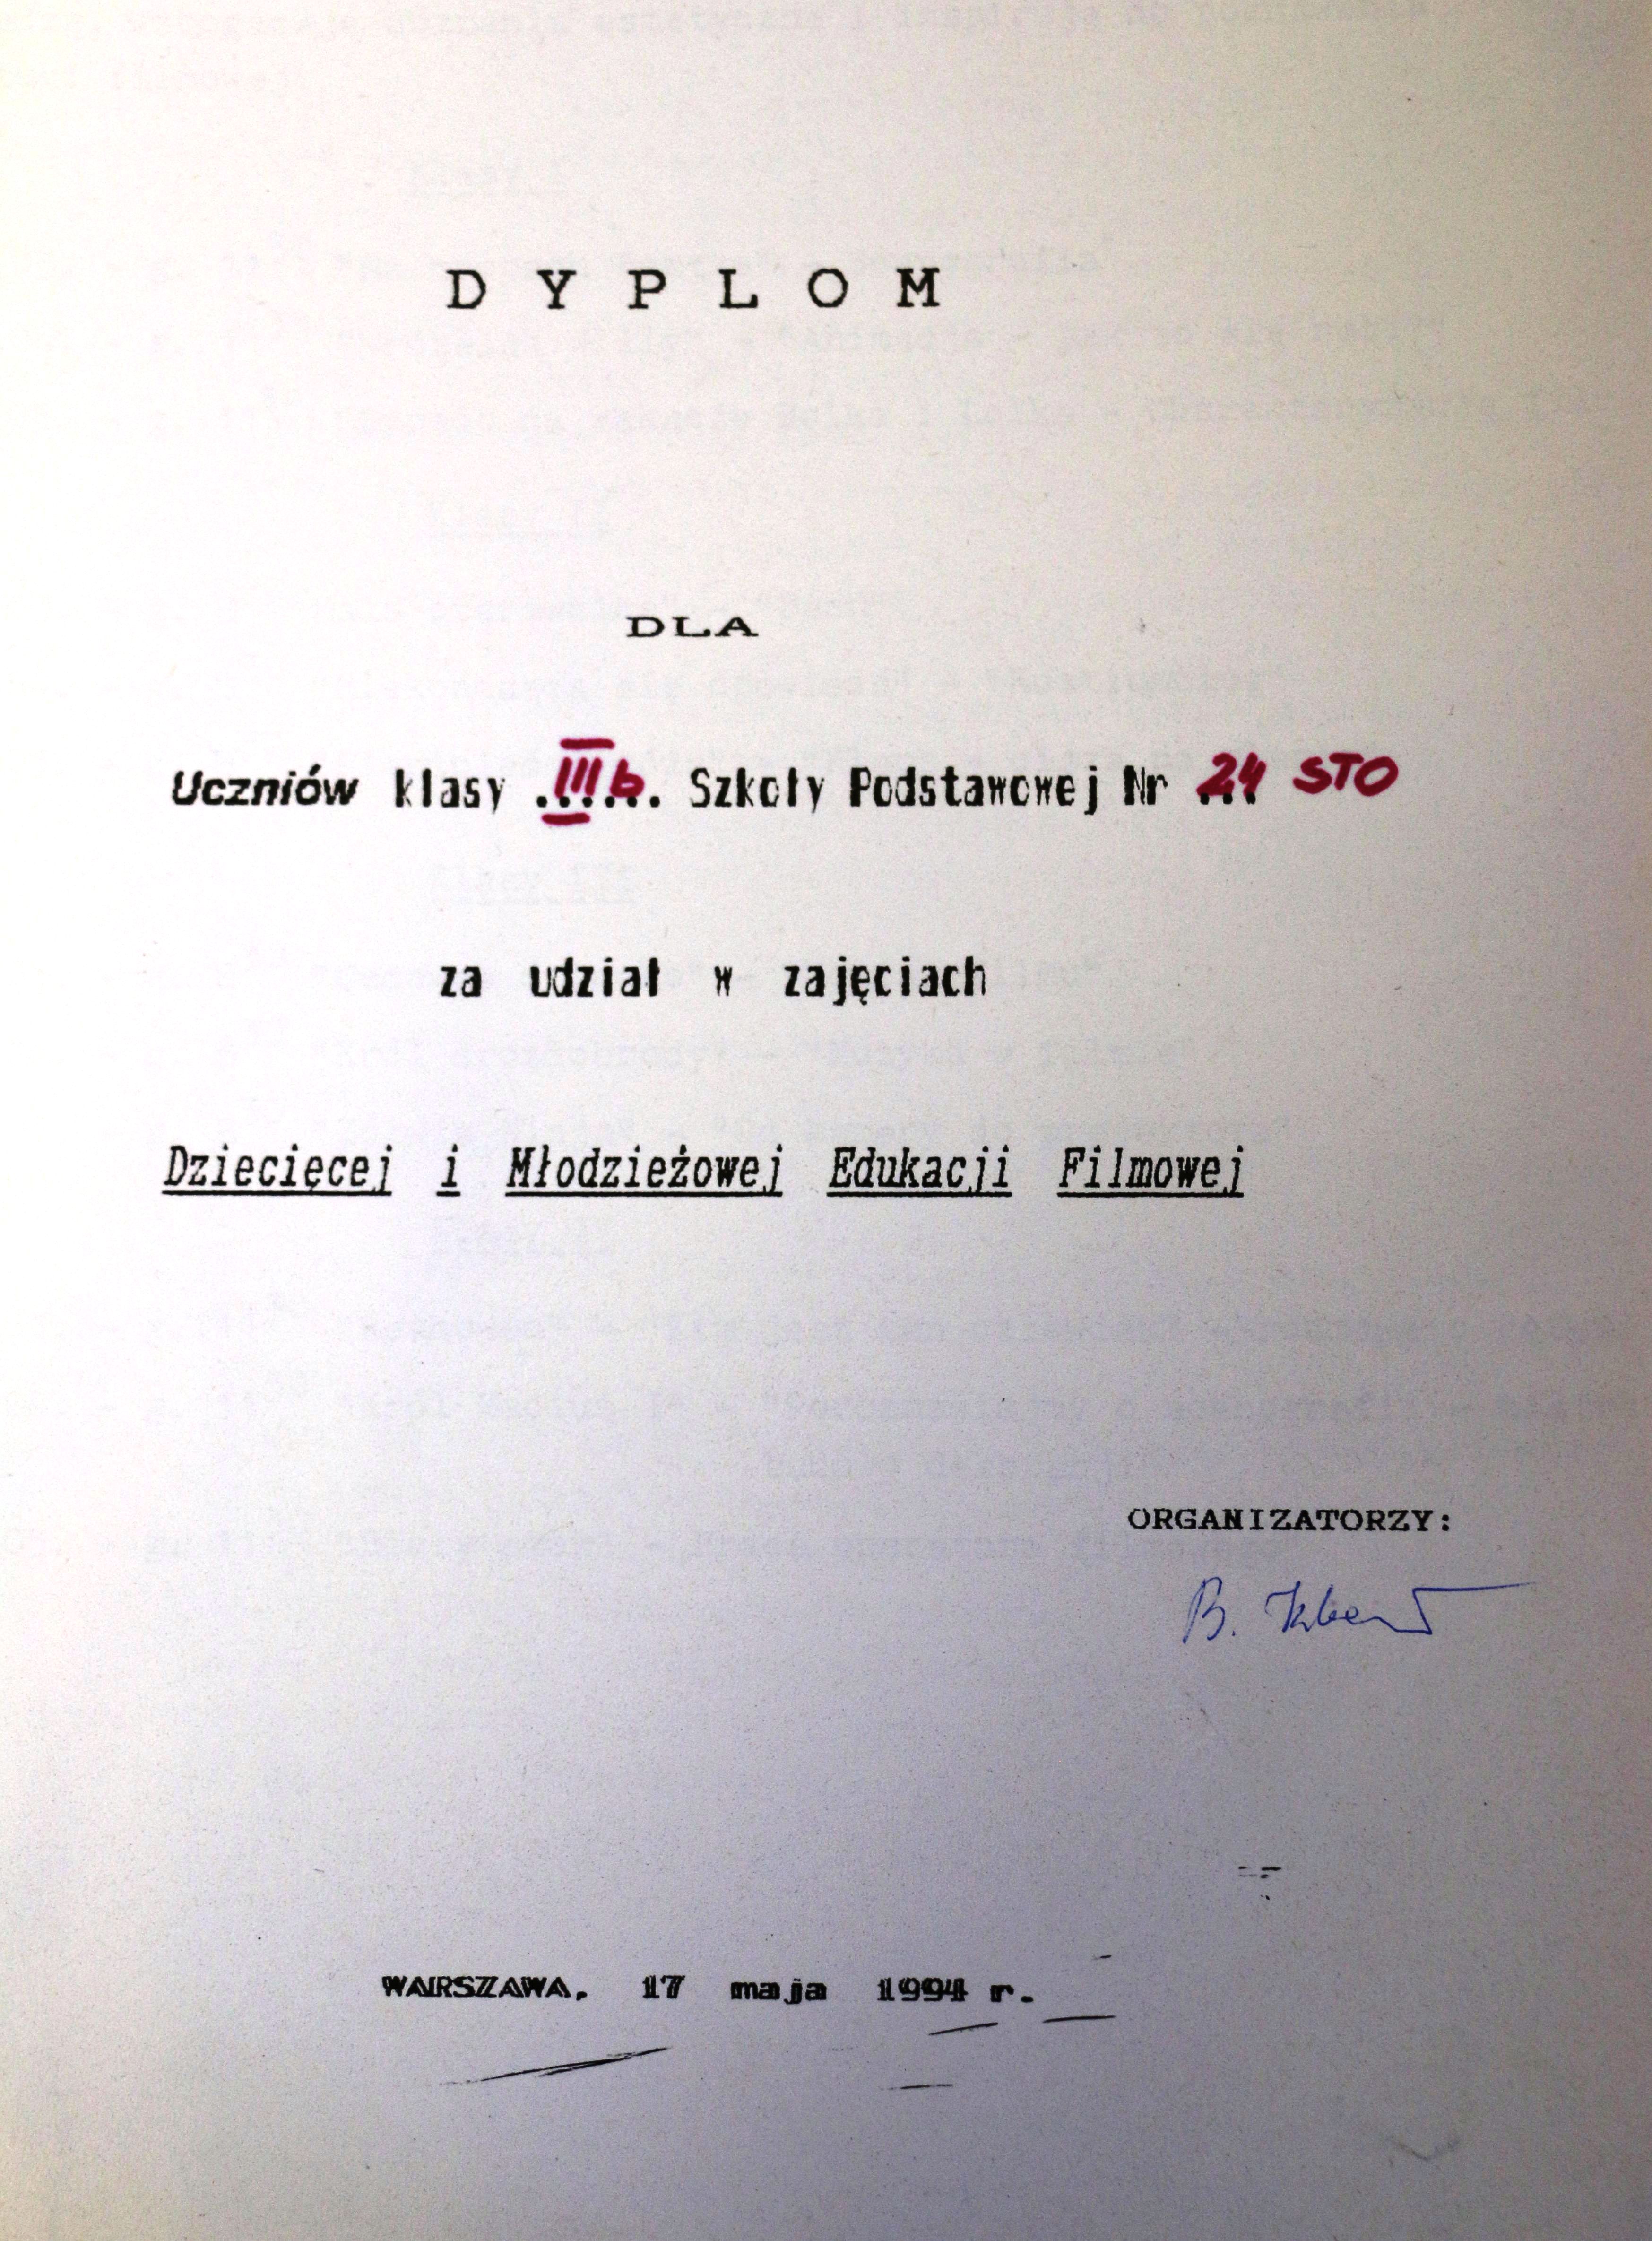 D Y P L O M
DLA
Uczniów klasy ..IIIb.. Szkoły Podstawowej Nr 24 STO
za udział w zajęciach
Dziecięcej i Młodzieżowej Edukacji Filmowej
ORGANIZATORZY:
B.
WARSZAWA, 17 maja 1994 r.